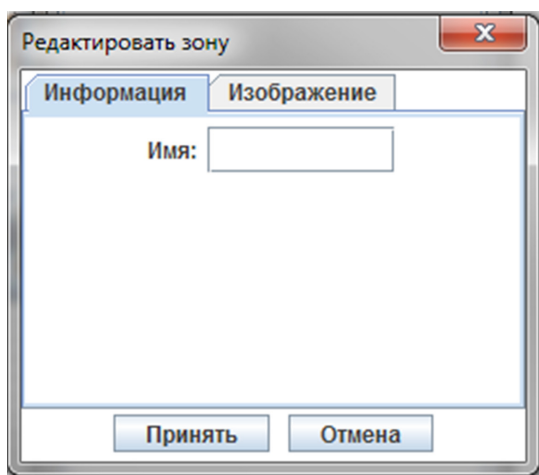 Редактировать зону
Информация Изображение
Имя:
Принять Отмена